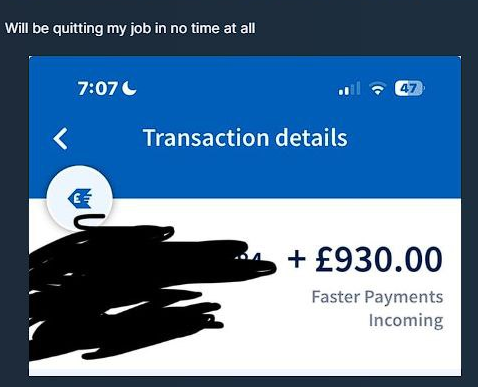 Will be quitting my job in no time at all
7:07
47
Transaction details
£
+ £930.00
Faster Payments
Incoming